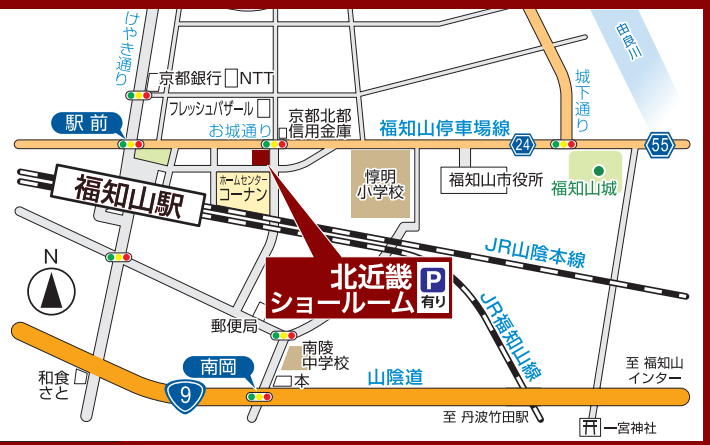 けやき通り
由良川
京都銀行
NTT
城下通り
フレッシュバザール
京都北都
信用金庫
駅前
お城通り
福知山停車場線
24
55
ホームセンター
コーナン
惇明
小学校
福知山市役所
福知山城
福知山駅
JR山陰本線
N
北近畿
ショールーム
P
有り
JR福知山線
郵便局
南陵
中学校
南岡
本
山陰道
9
和食
さと
至 福知山
インター
至 丹波竹田駅
一宮神社